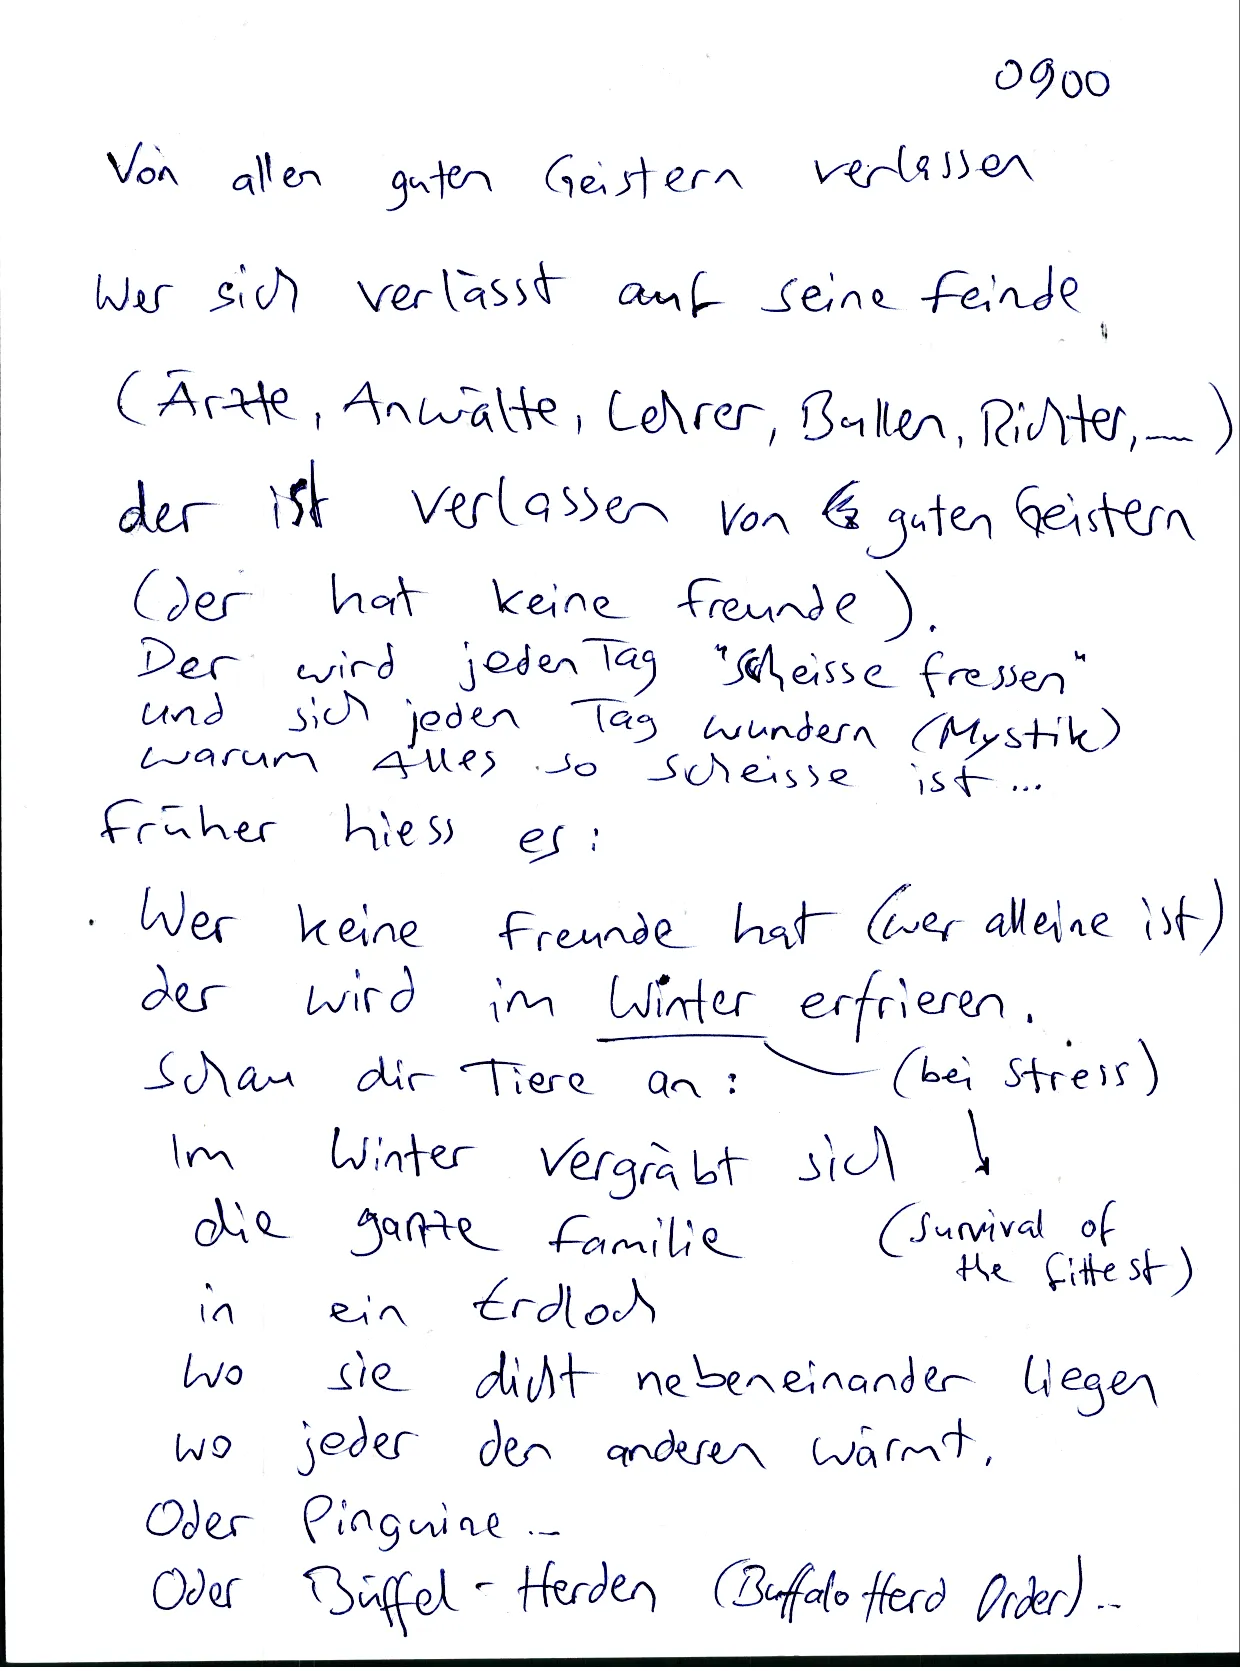 0900
Von allen guten Geistern verlassen
Wer sich verlässt auf seine Feinde
(Ärzte, Anwälte, Lehrer, Bullen, Richter, ...)
der ist verlassen von guten Geistern
(der hat keine Freunde).
Der wird jeden Tag "Scheisse fressen"
und sich jeden Tag wundern (Mystik)
warum Alles so scheisse ist...
Früher hiess es:
Wer keine Freunde hat (wer alleine ist)
der wird im Winter erfrieren.
Schau dir Tiere an: (bei Stress)
Im Winter vergräbt sich
die ganze Familie (Survival of
the fittest)
in ein Erdloch
wo sie dicht nebeneinander liegen
wo jeder den anderen wärmt.
Oder Pinguine...
Oder Büffel-Herden (Buffalo Herd Order)...